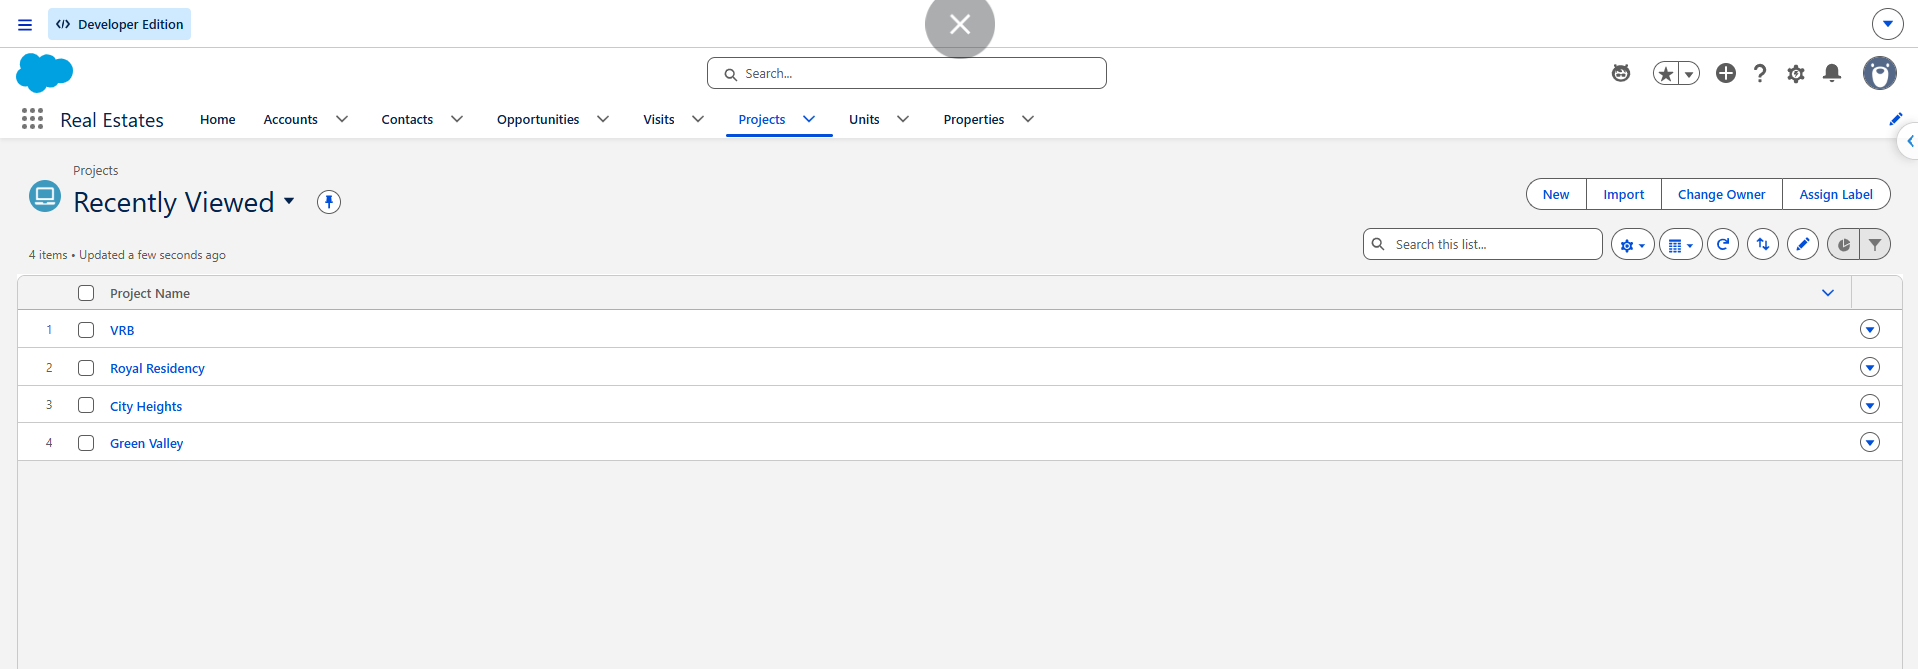 Developer Edition
Search...
Real Estates
Home
Accounts
Contacts
Opportunities
Visits
Projects
Units
Properties
Projects
Recently Viewed
New
Import
Change Owner
Assign Label
4 items • Updated a few seconds ago
Search this list...
Project Name
1 VRB
2 Royal Residency
3 City Heights
4 Green Valley